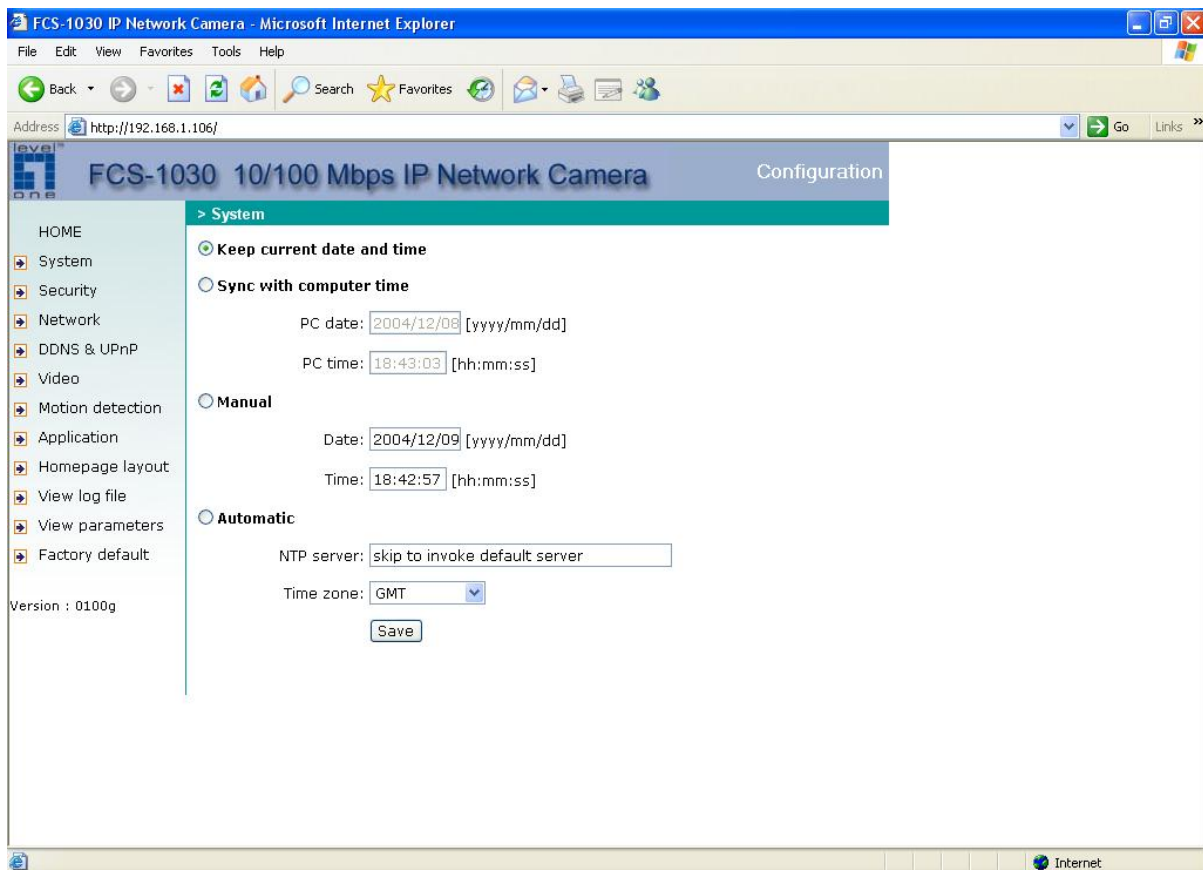 FCS-1030 IP Network Camera - Microsoft Internet Explorer
File Edit View Favorites Tools Help
Back Search Favorites
Address http://192.168.1.106/ Go Links »
level™
one
FCS-1030 10/100 Mbps IP Network Camera Configuration
> System
HOME
System
Security
Network
DDNS & UPnP
Video
Motion detection
Application
Homepage layout
View log file
View parameters
Factory default
Version : 0100g
Keep current date and time
Sync with computer time
PC date: 2004/12/08 [yyyy/mm/dd]
PC time: 18:43:03 [hh:mm:ss]
Manual
Date: 2004/12/09 [yyyy/mm/dd]
Time: 18:42:57 [hh:mm:ss]
Automatic
NTP server: skip to invoke default server
Time zone: GMT
Save
Internet